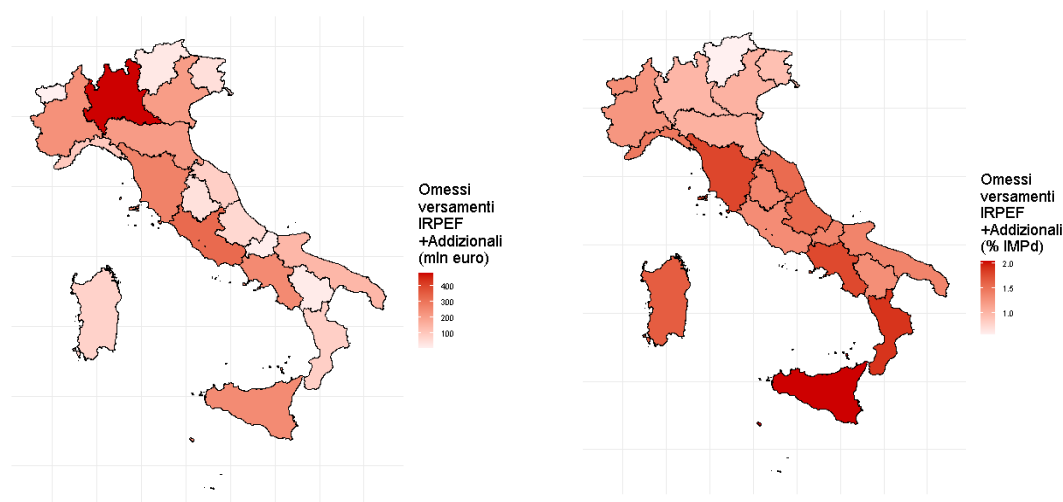 Omessi
versamenti
IRPEF
+Addizionali
(mln euro)
400
300
200
100
Omessi
versamenti
IRPEF
+Addizionali
(% IMPd)
2.0
1.5
1.0